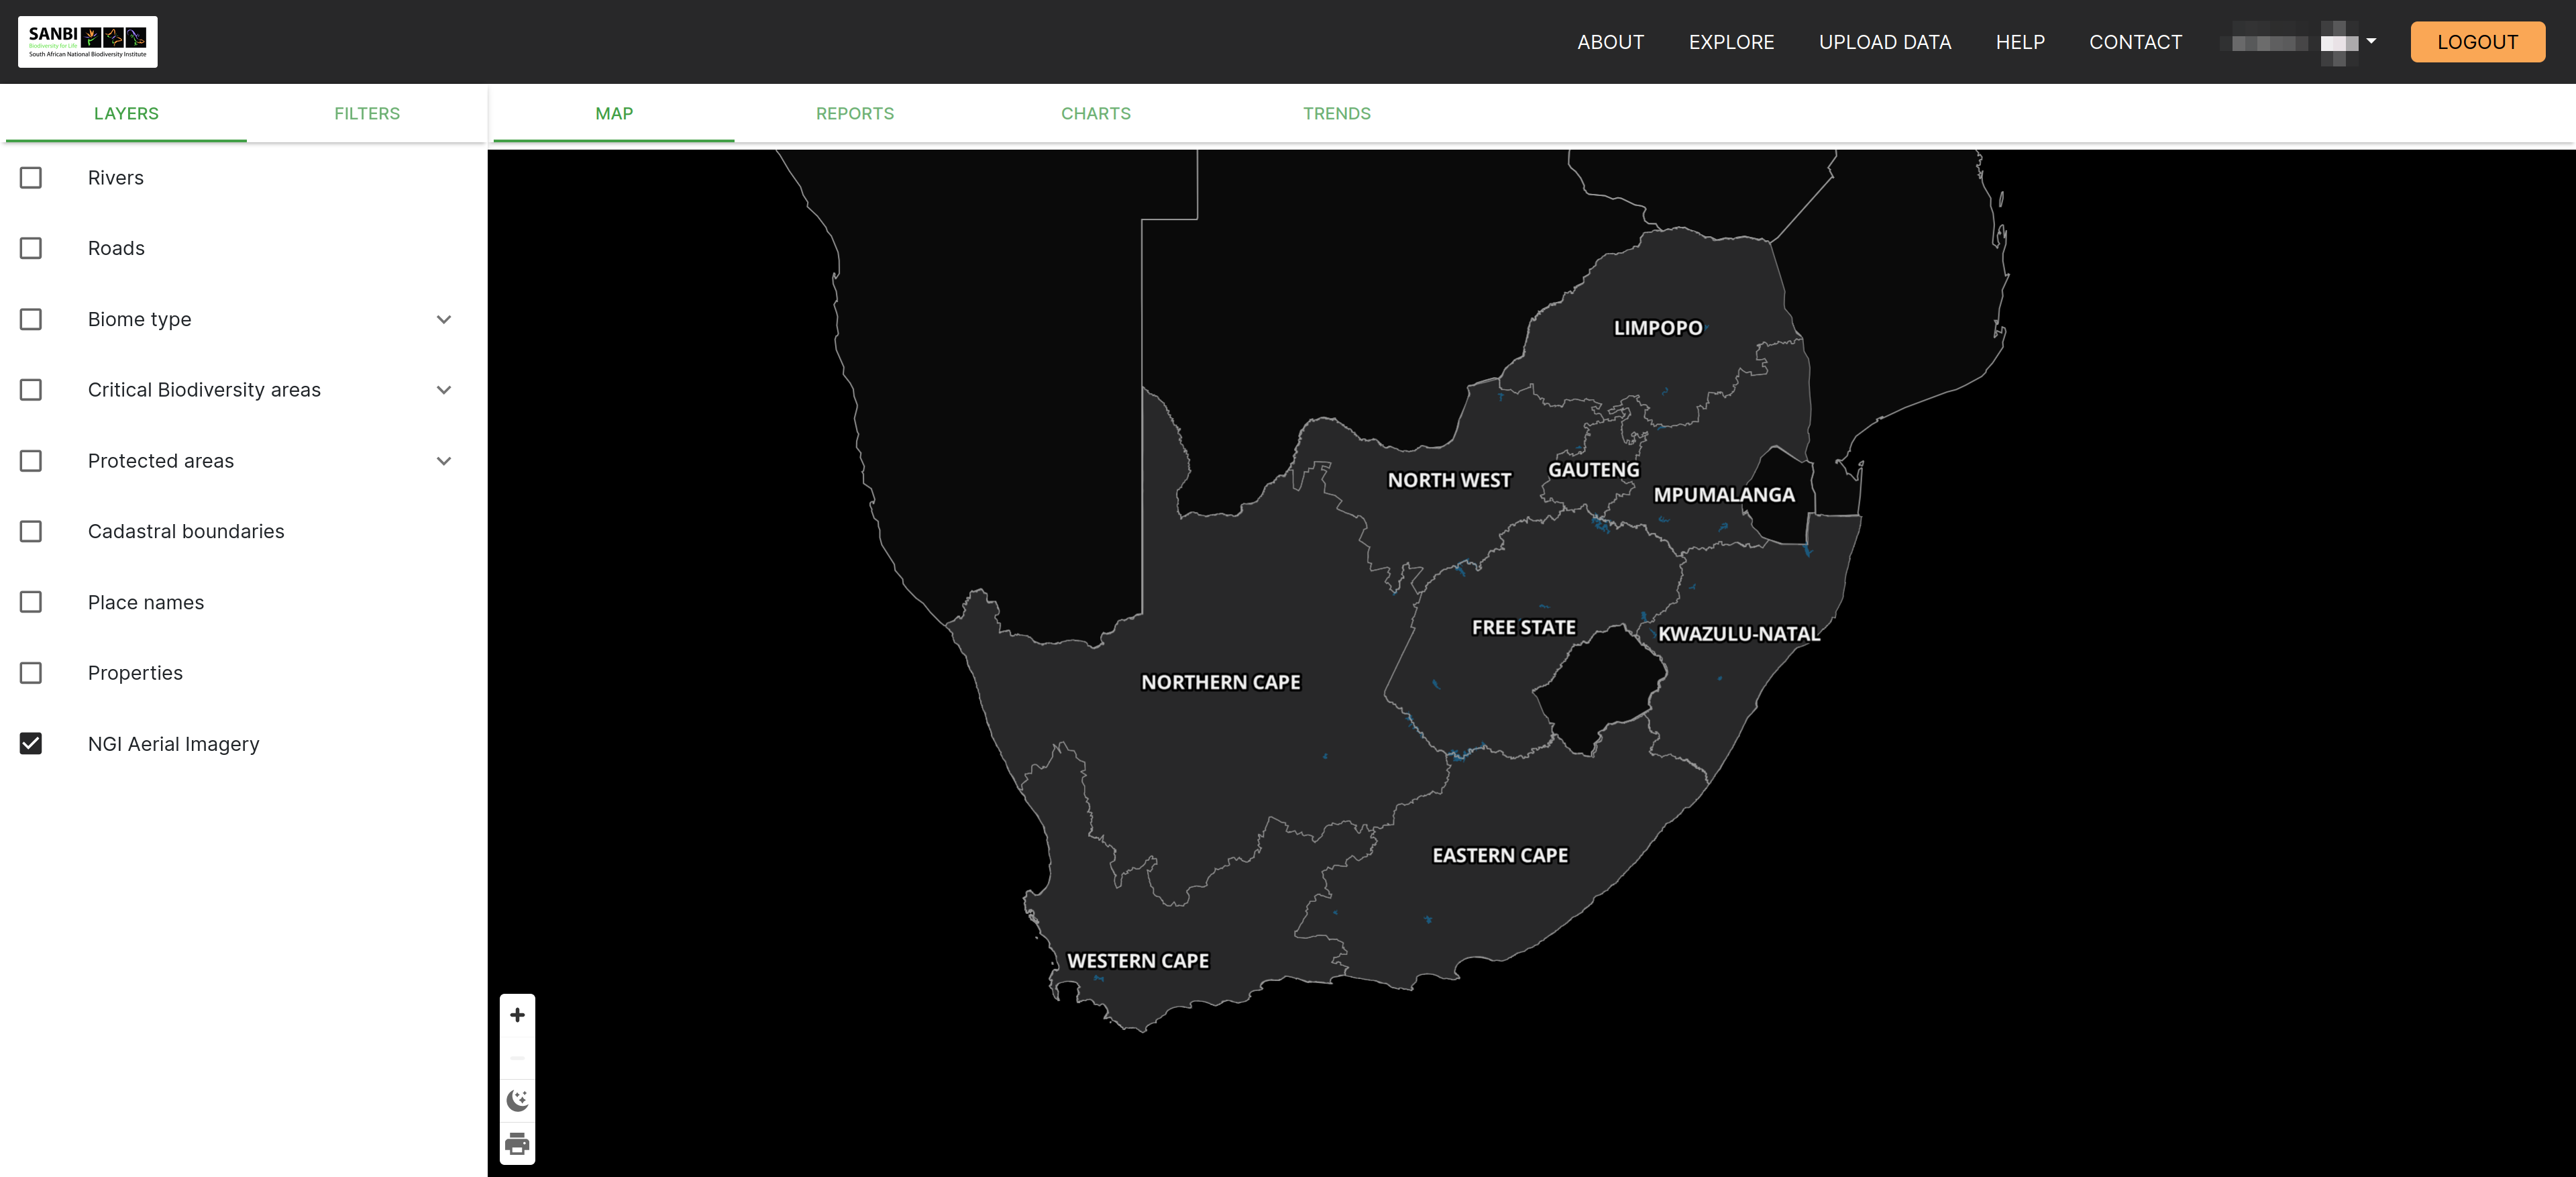 SANBI
Biodiversity for Life
South African National Biodiversity Institute
ABOUT
EXPLORE
UPLOAD DATA
HELP
CONTACT
LOGOUT
LAYERS
FILTERS
MAP
REPORTS
CHARTS
TRENDS
Rivers
Roads
Biome type
Critical Biodiversity areas
Protected areas
Cadastral boundaries
Place names
Properties
NGI Aerial Imagery
LIMPOPO
NORTH WEST
GAUTENG
MPUMALANGA
FREE STATE
KWAZULU-NATAL
NORTHERN CAPE
EASTERN CAPE
WESTERN CAPE